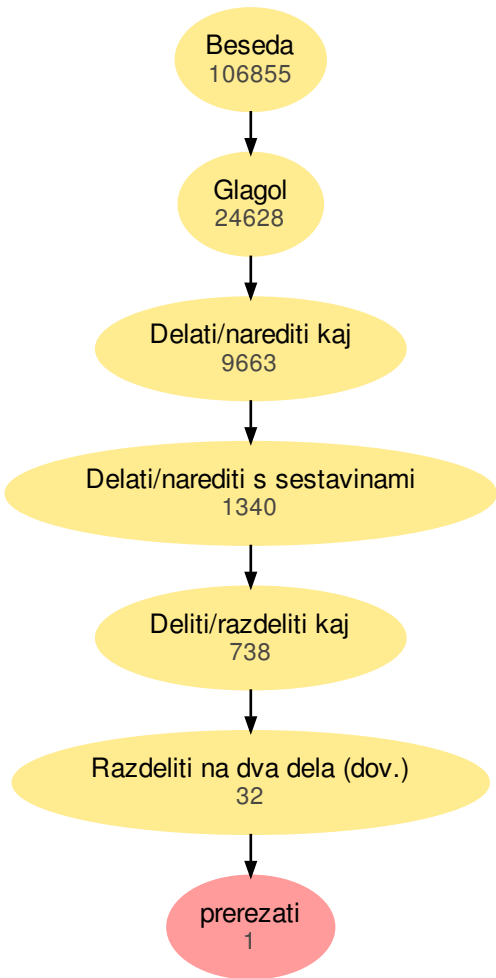 Beseda
106855
Glagol
24628
Delati/narediti kaj
9663
Delati/narediti s sestavinami
1340
Deliti/razdeliti kaj
738
Razdeliti na dva dela (dov.)
32
prerezati
1